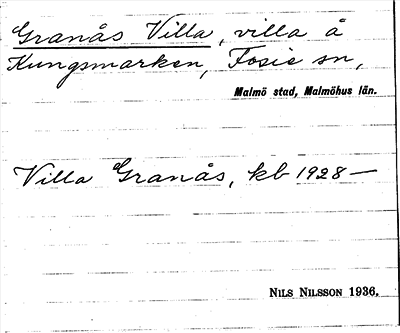 Granås Villa, villa å
Kungsmarken, Fosie sn,
Malmö stad, Malmöhus län.
Villa Granås, kb 1928—
NILS NILSSON 1936.